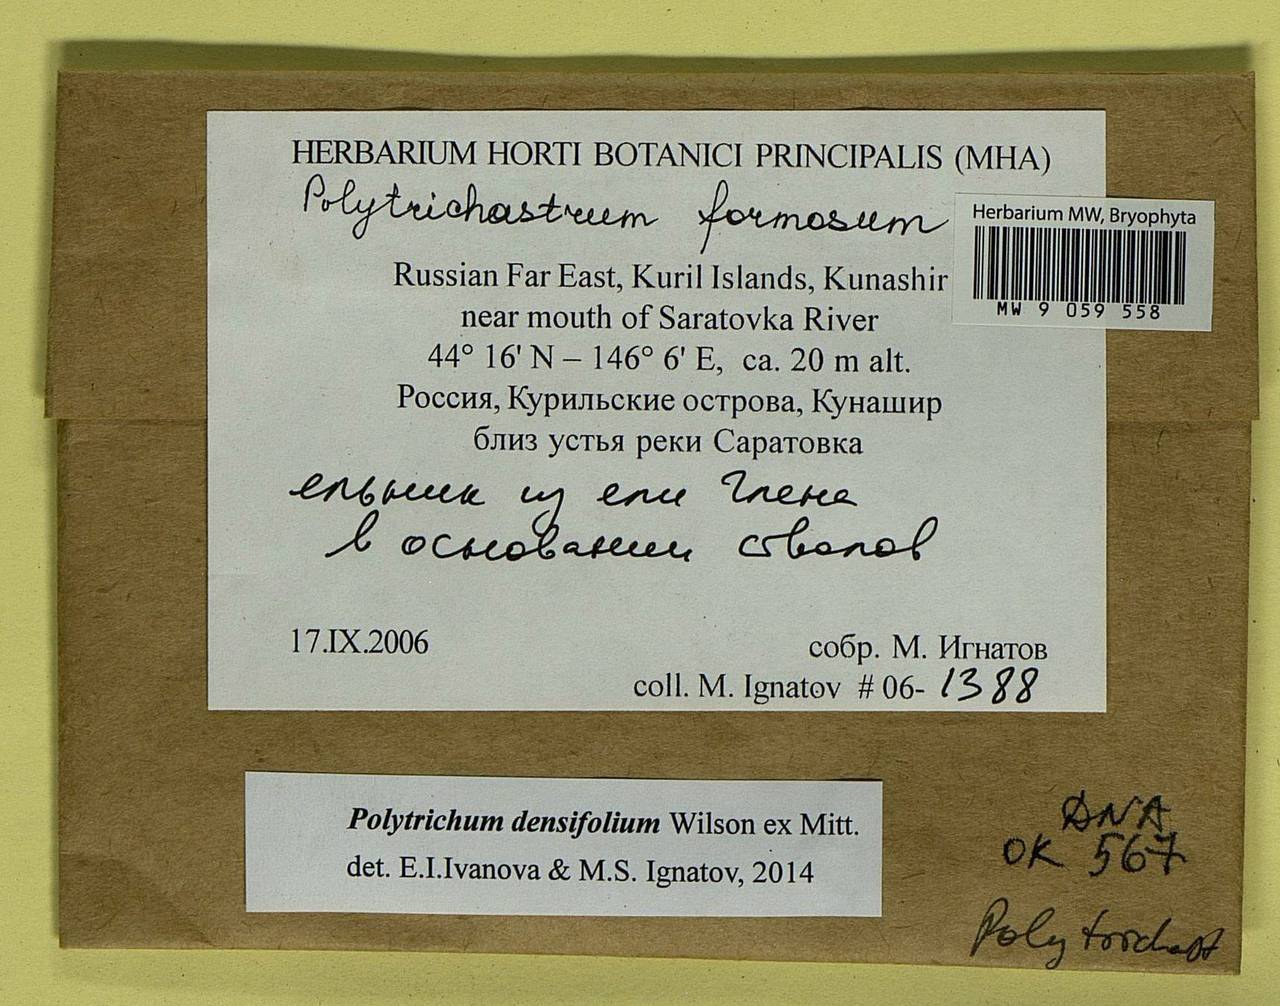 HERBARIUM HORTI BOTANICI PRINCIPALIS (MHA)
Polytrichastrum formosum
Herbarium MW, Bryophyta
MW 9 059 558
Russian Far East, Kuril Islands, Kunashir
near mouth of Saratovka River
44° 16' N – 146° 6' E, ca. 20 m alt.
Россия, Курильские острова, Кунашир
близ устья реки Саратовка
ельник из ели Глена
в основании стволов
17.IX.2006
собр. М. Игнатов
coll. M. Ignatov # 06- 1388
Polytrichum densifolium Wilson ex Mitt.
det. E.I.Ivanova & M.S. Ignatov, 2014
DNA
OK 567
Polytrichast